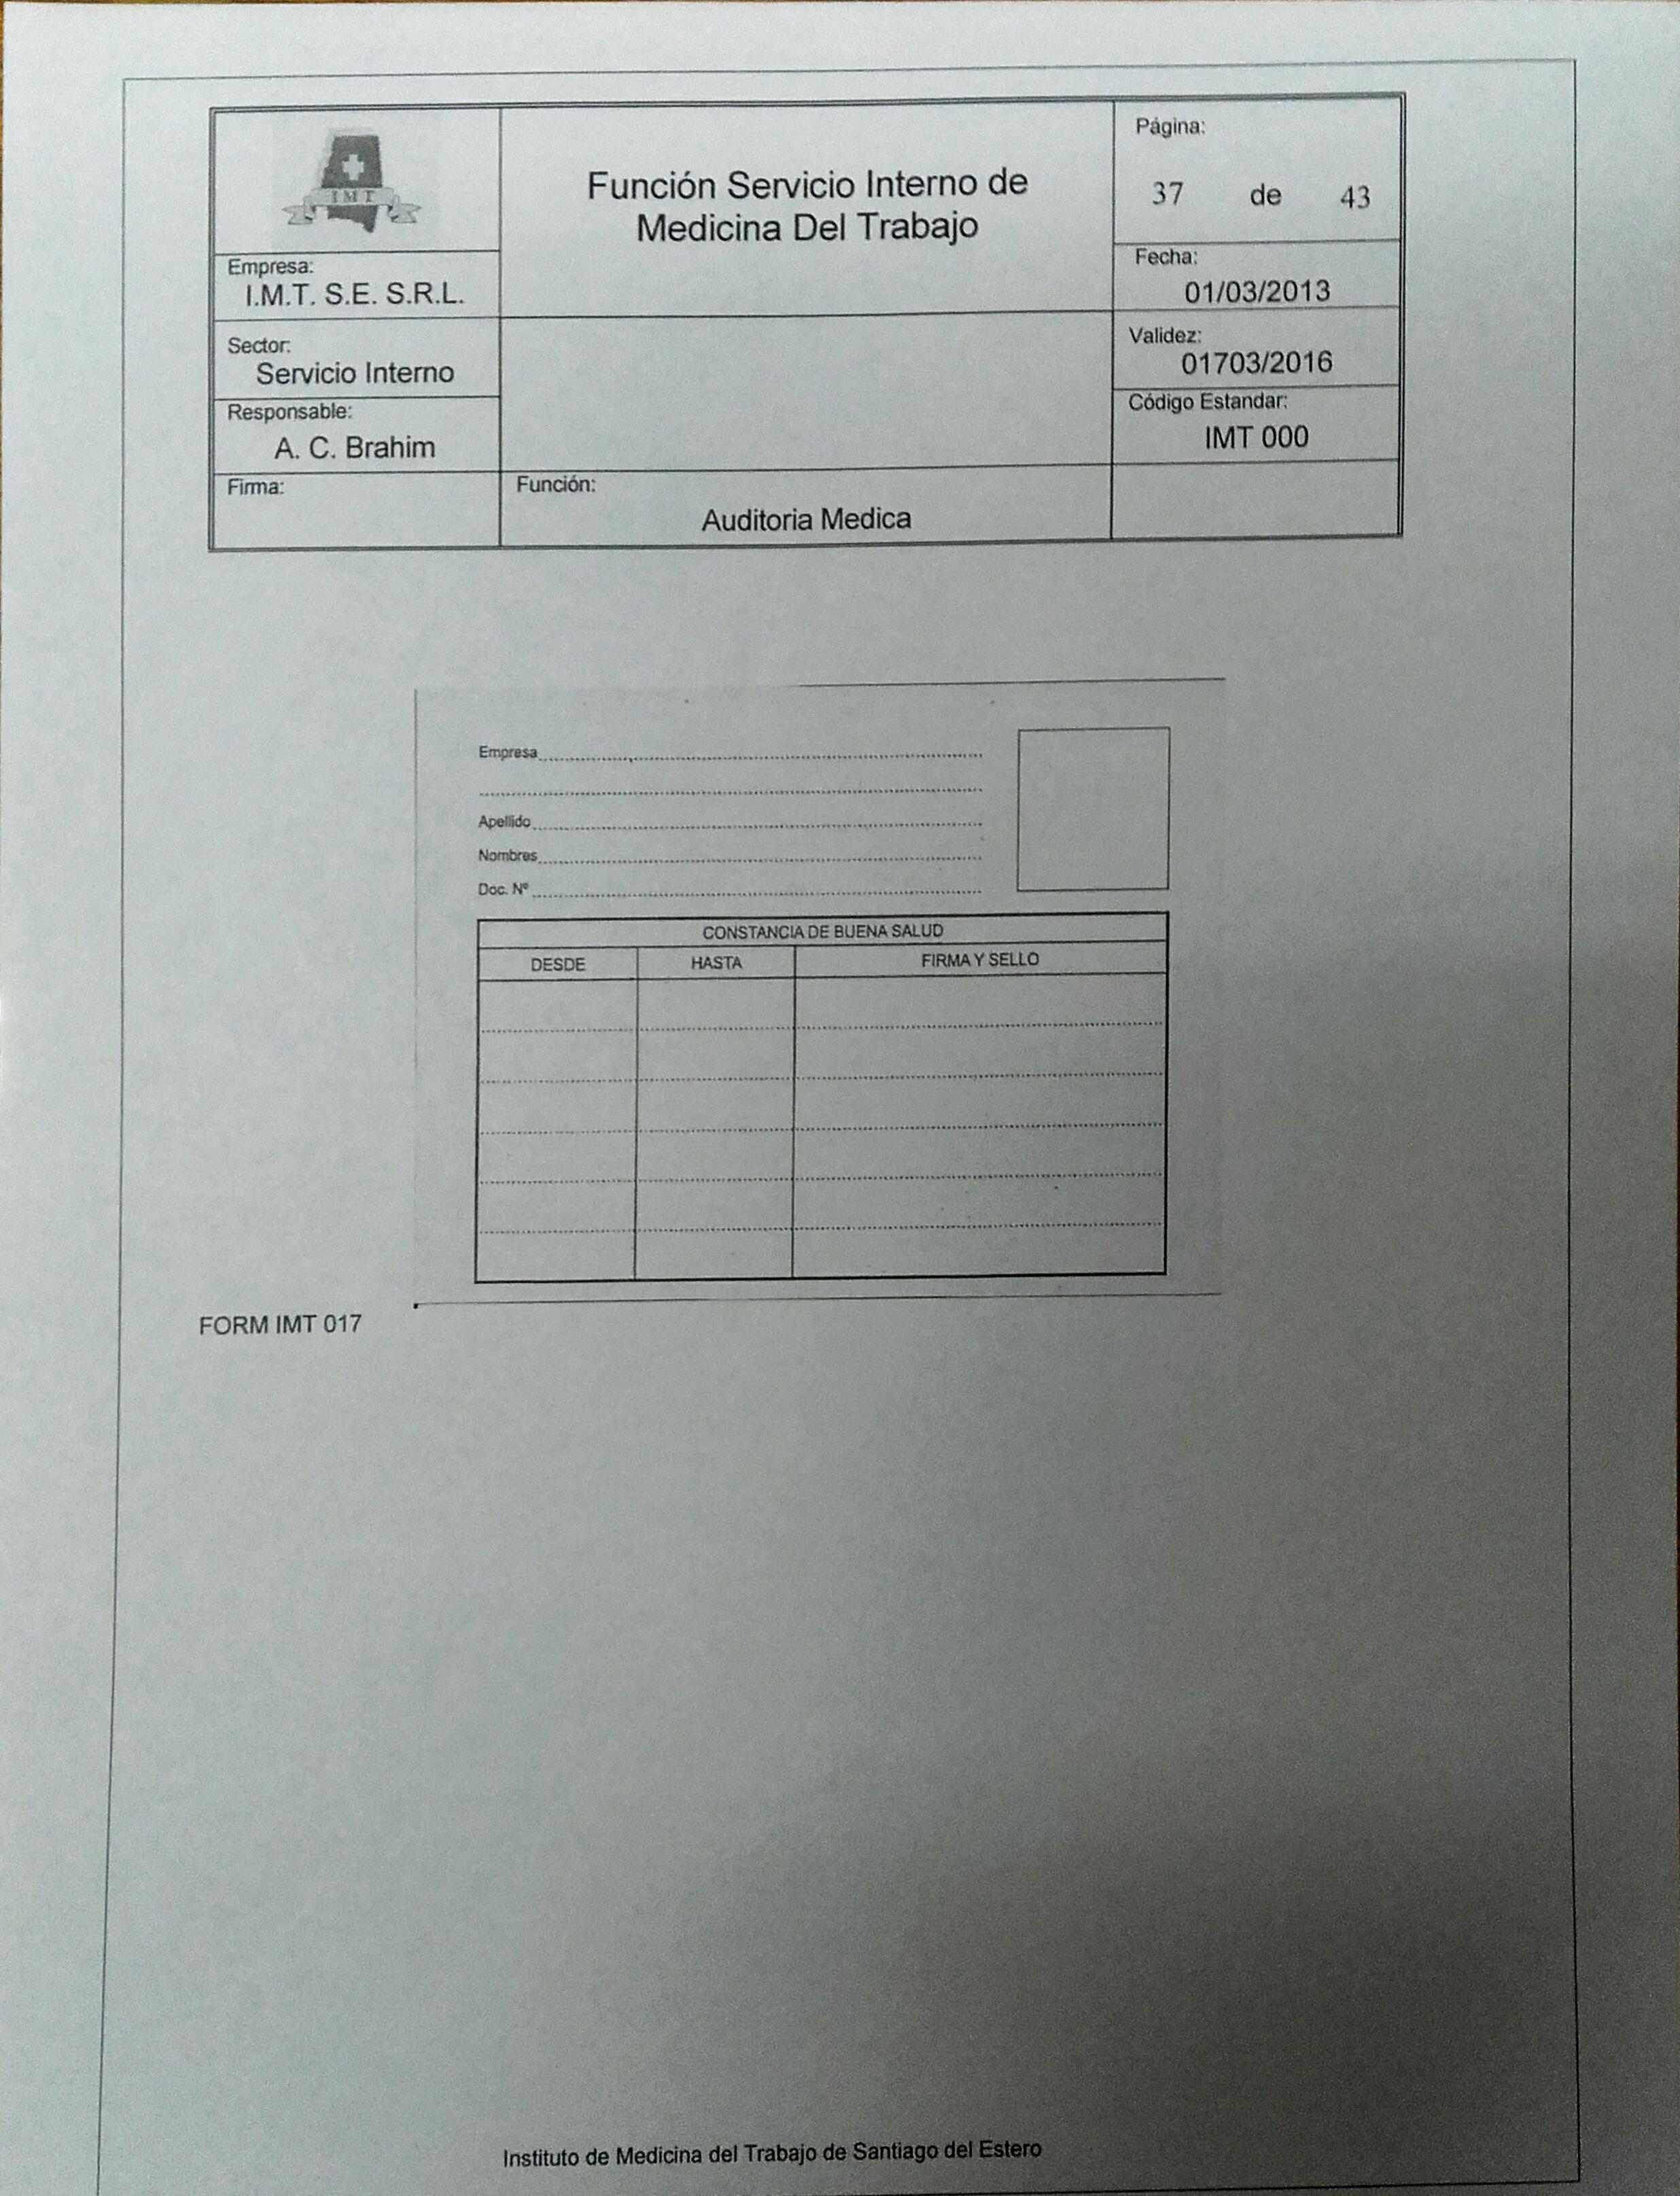 IMT
Función Servicio Interno de
Medicina Del Trabajo
Página:
37 de 43
Empresa:
I.M.T. S.E. S.R.L.
Fecha:
01/03/2013
Sector:
Servicio Interno
Validez:
01703/2016
Responsable:
A. C. Brahim
Código Estandar:
IMT 000
Firma:
Función:
Auditoria Medica
Empresa
Apellido
Nombres
Doc. Nº
CONSTANCIA DE BUENA SALUD
DESDE HASTA FIRMA Y SELLO
FORM IMT 017
Instituto de Medicina del Trabajo de Santiago del Estero